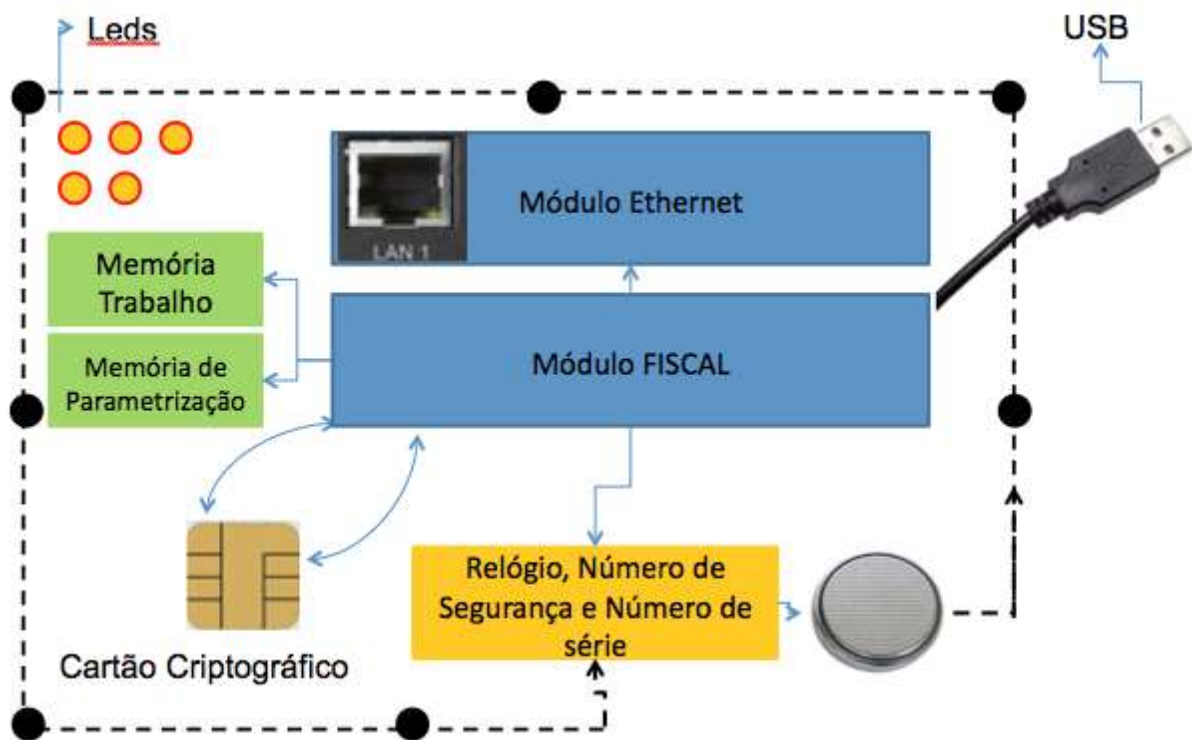 Leds
USB
Módulo Ethernet
LAN 1
Memória
Trabalho
Memória de
Parametrização
Módulo FISCAL
Relógio, Número de
Segurança e Número de
série
Cartão Criptográfico